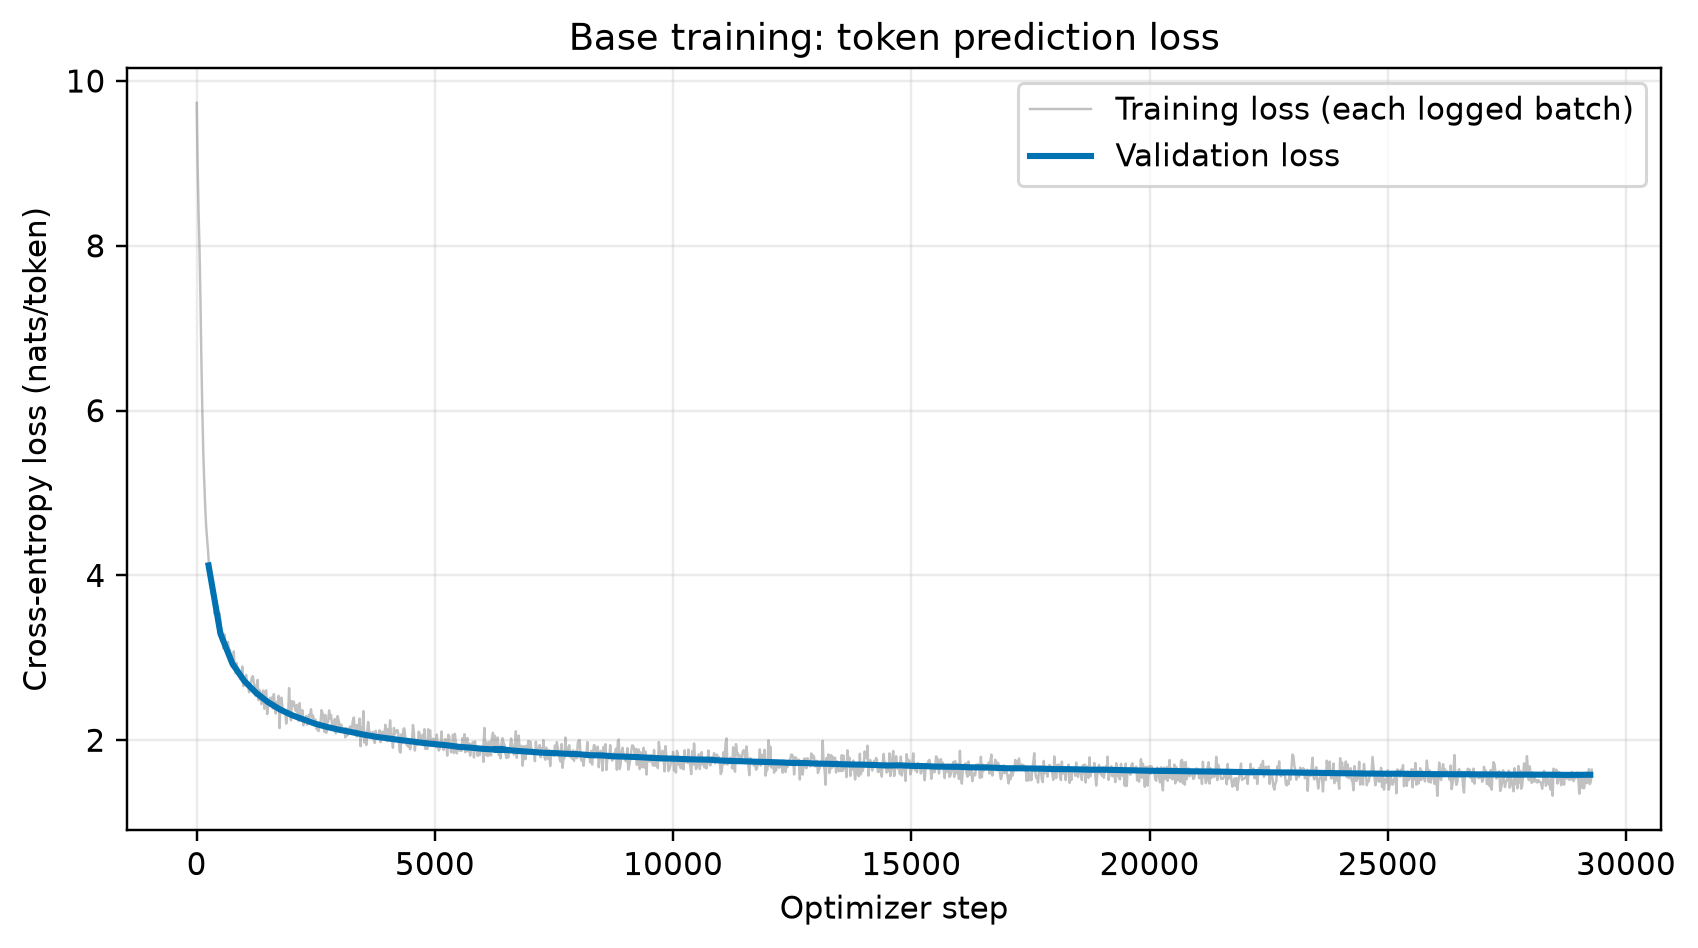 Base training: token prediction loss
10
8
6
4
2
Cross-entropy loss (nats/token)
Training loss (each logged batch)
Validation loss
0 5000 10000 15000 20000 25000 30000
Optimizer step